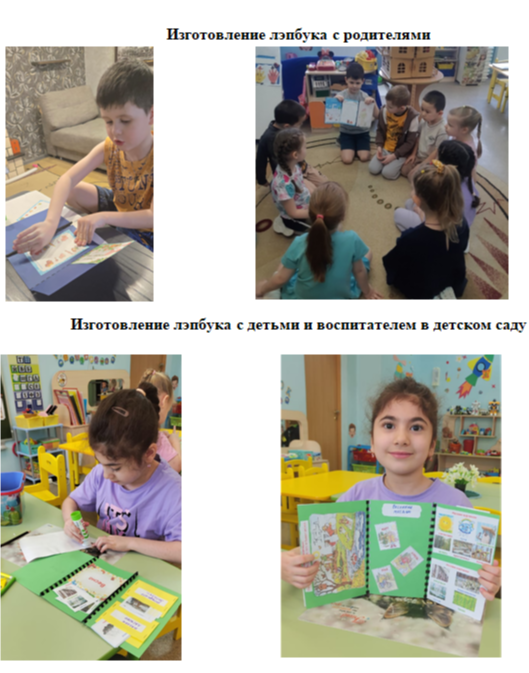 Изготовление лэпбука с родителями
Изготовление лэпбука с детьми и воспитателем в детском саду